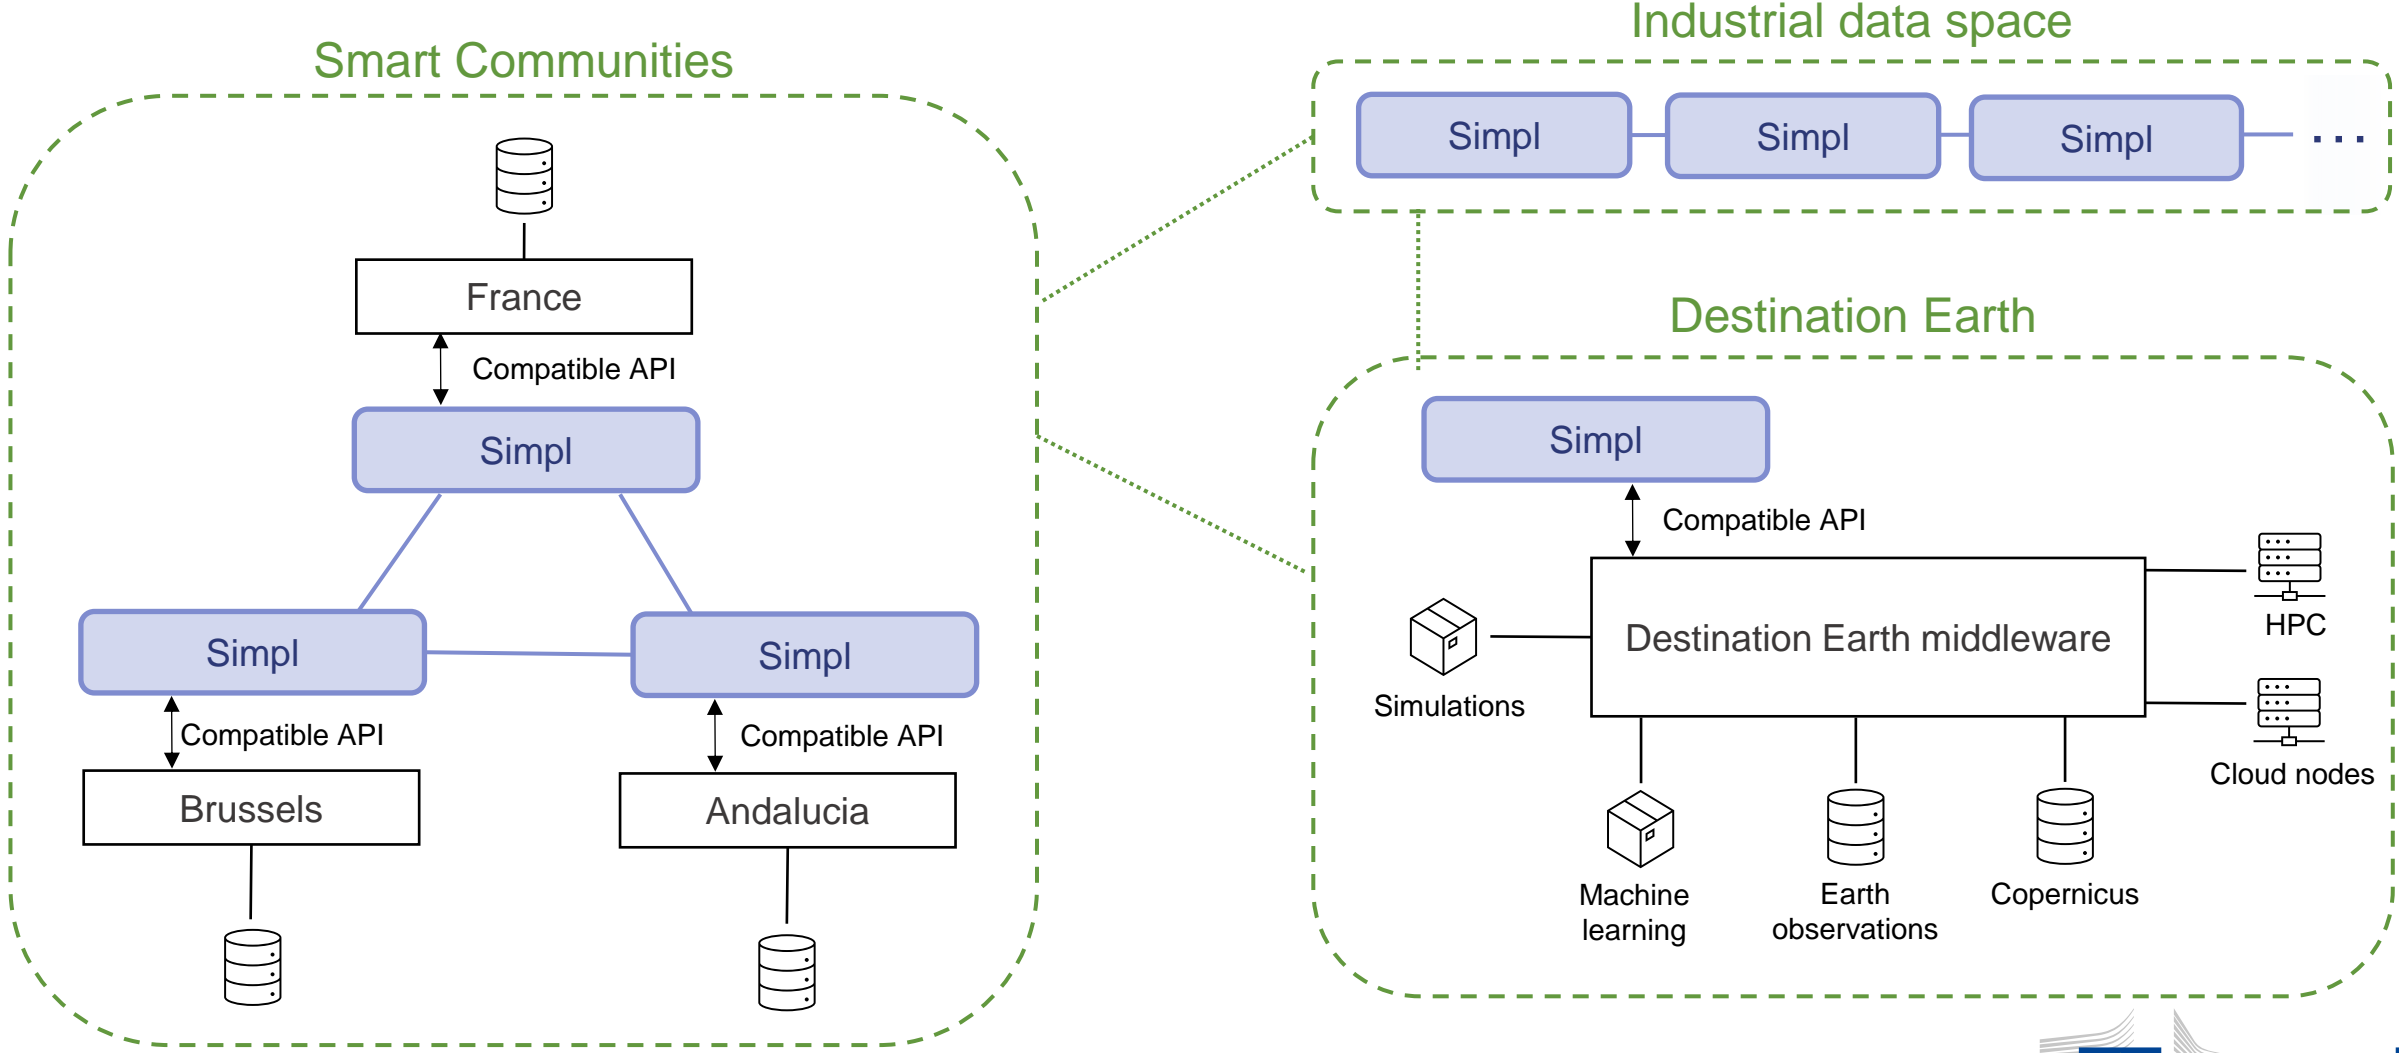 Smart Communities
France
Compatible API
Simpl
Simpl
Simpl
Compatible API
Compatible API
Brussels
Andalucia
Industrial data space
Simpl
Simpl
Simpl
...
Destination Earth
Simpl
Compatible API
Destination Earth middleware
Simulations
HPC
Cloud nodes
Machine
learning
Earth
observations
Copernicus